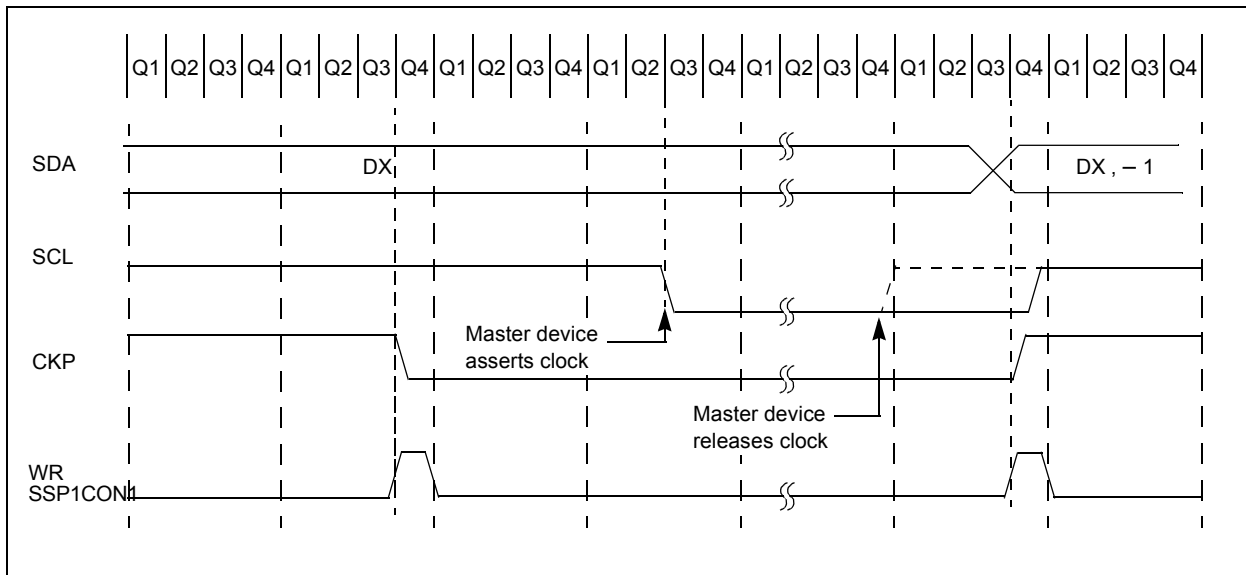 Q1 Q2 Q3 Q4 Q1 Q2 Q3 Q4 Q1 Q2 Q3 Q4 Q1 Q2 Q3 Q4 Q1 Q2 Q3 Q4 Q1 Q2 Q3 Q4 Q1 Q2 Q3 Q4
SDA
DX
DX , – 1
SCL
Master device
asserts clock
CKP
Master device
releases clock
WR
SSP1CON1